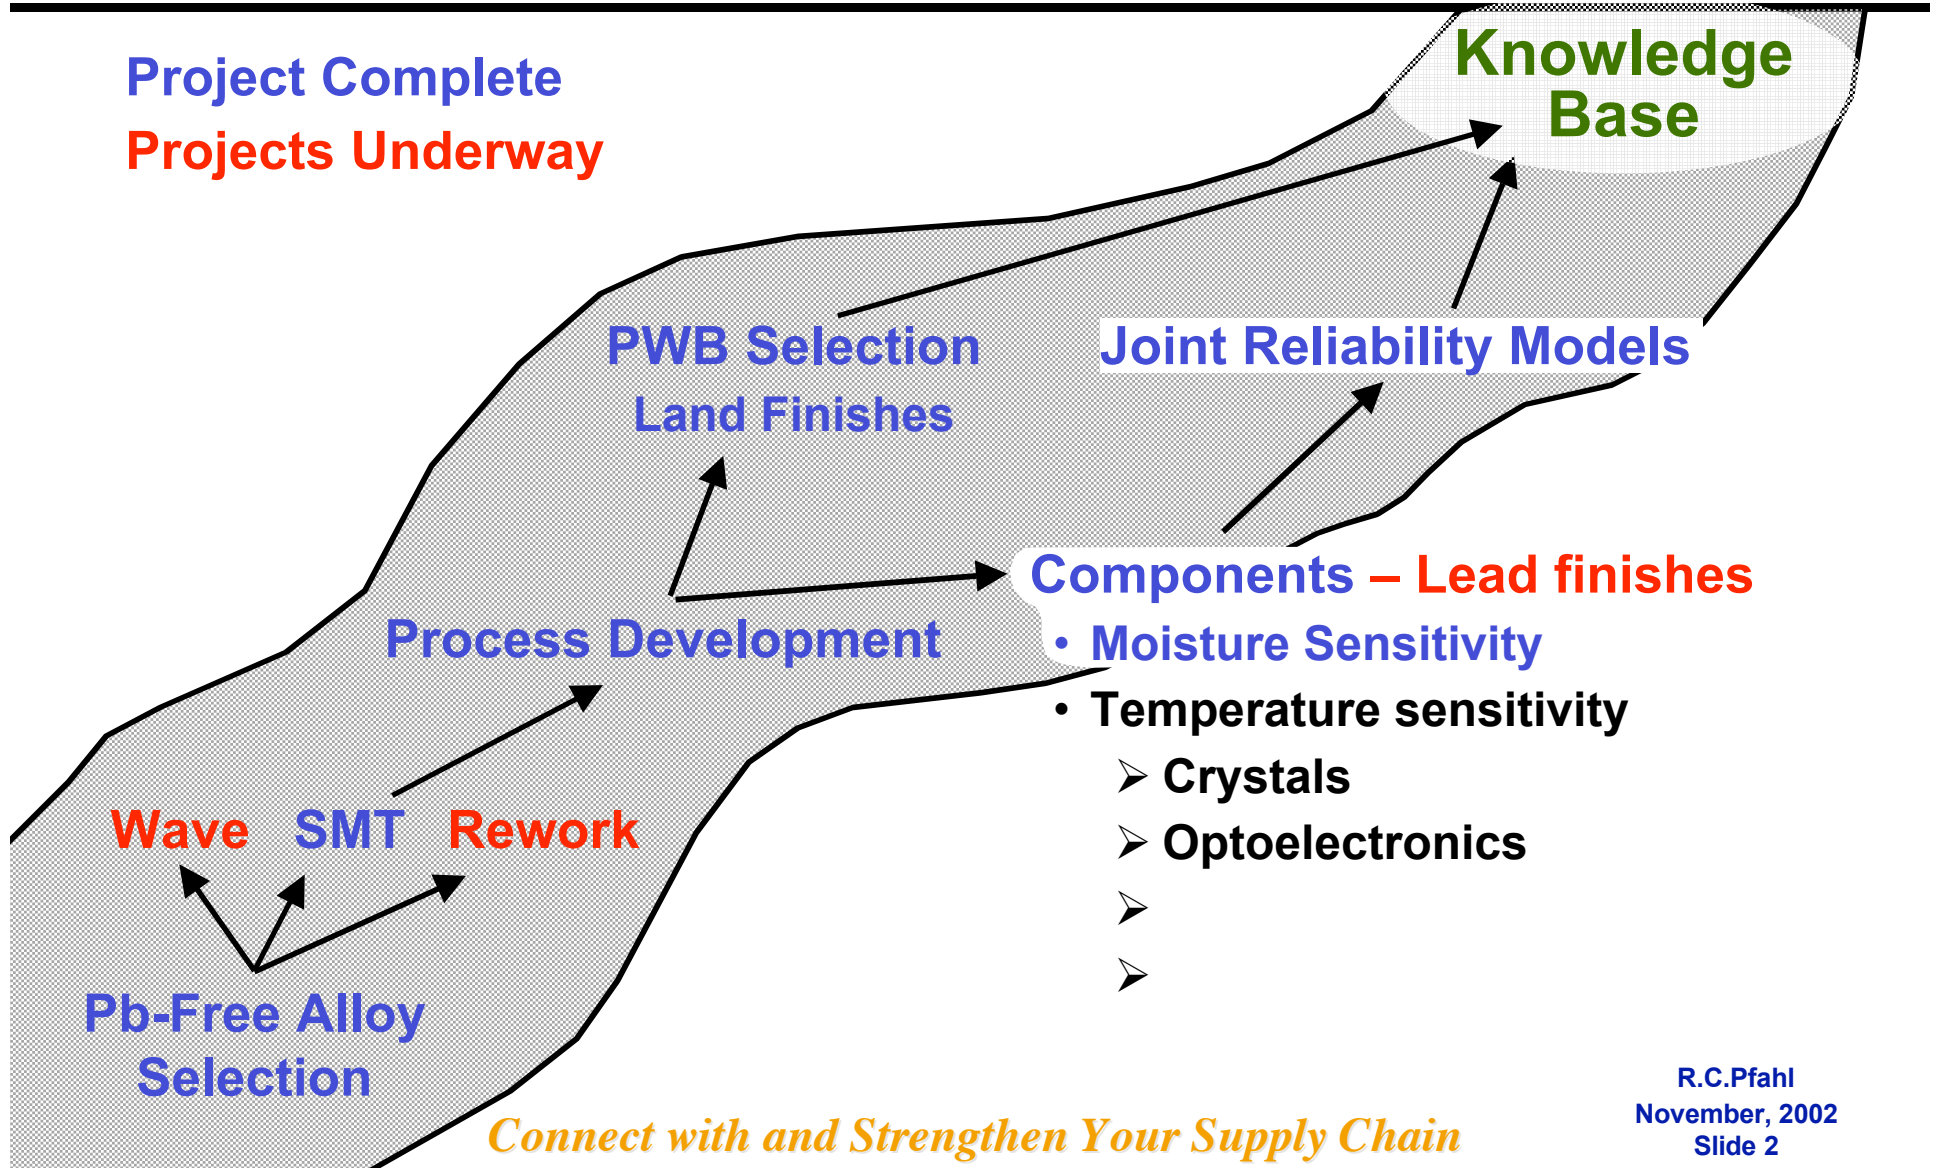 Project Complete
Projects Underway
Knowledge
Base
PWB Selection
Land Finishes
Joint Reliability Models
Components – Lead finishes
• Moisture Sensitivity
• Temperature sensitivity
➢ Crystals
➢ Optoelectronics
➢
➢
Process Development
Wave SMT Rework
Pb-Free Alloy
Selection
Connect with and Strengthen Your Supply Chain
R.C.Pfahl
November, 2002
Slide 2